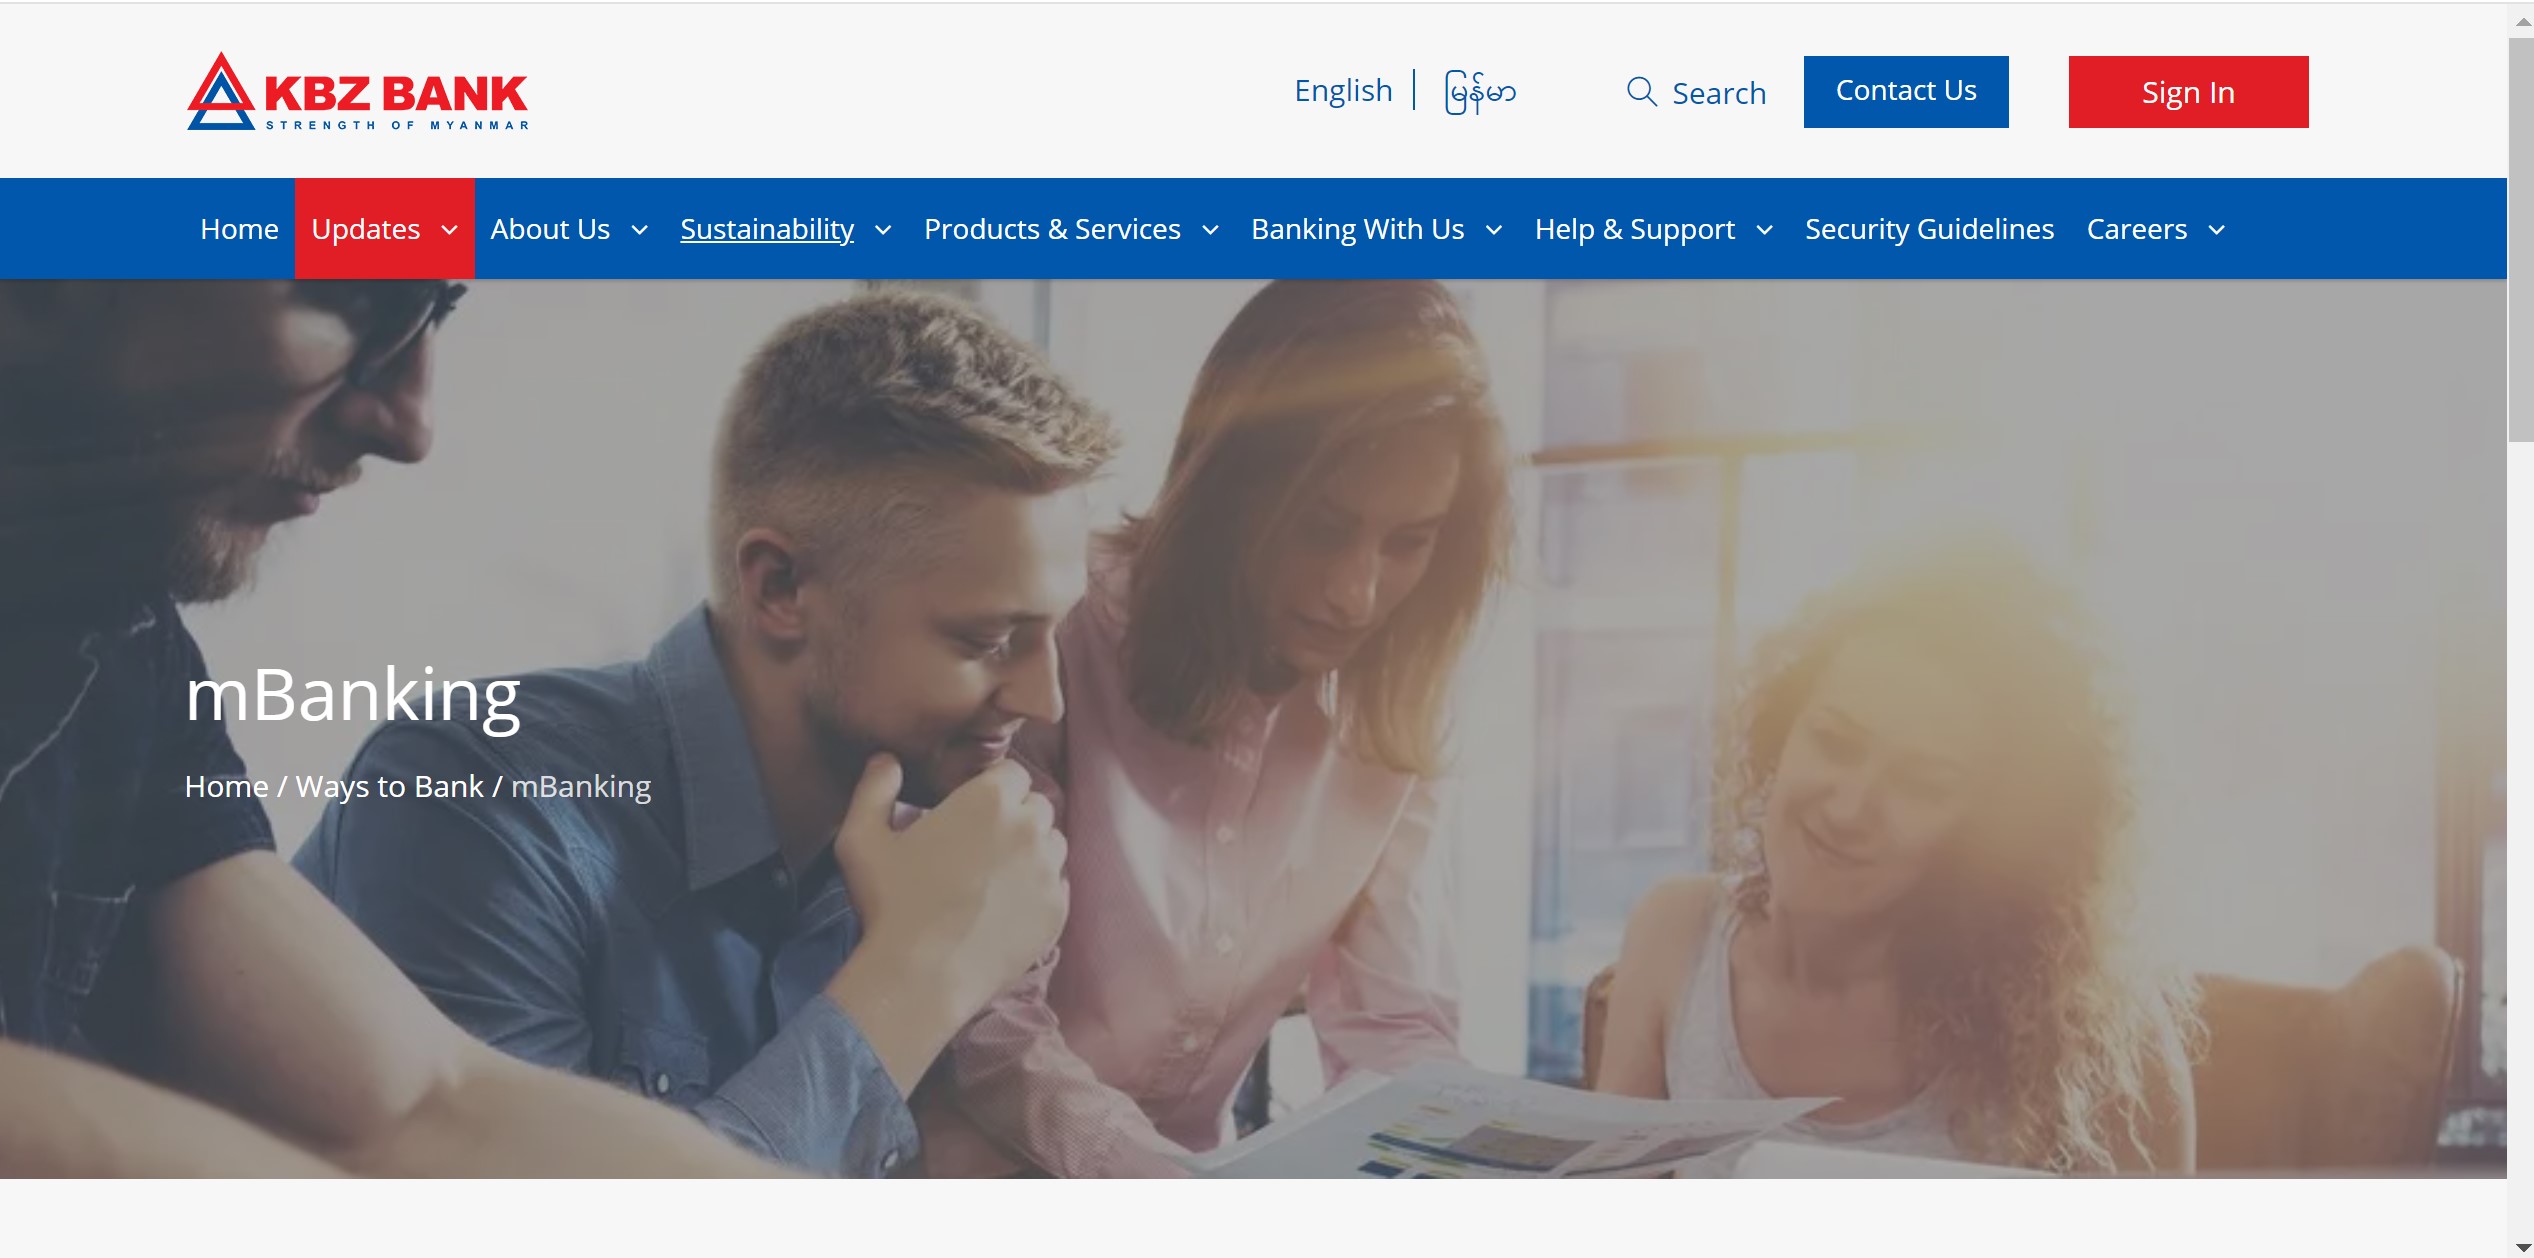 KBZ BANK
STRENGTH OF MYANMAR
English
မြန်မာ
Search
Contact Us
Sign In
Home Updates About Us Sustainability Products & Services Banking With Us Help & Support Security Guidelines Careers
mBanking
Home / Ways to Bank / mBanking